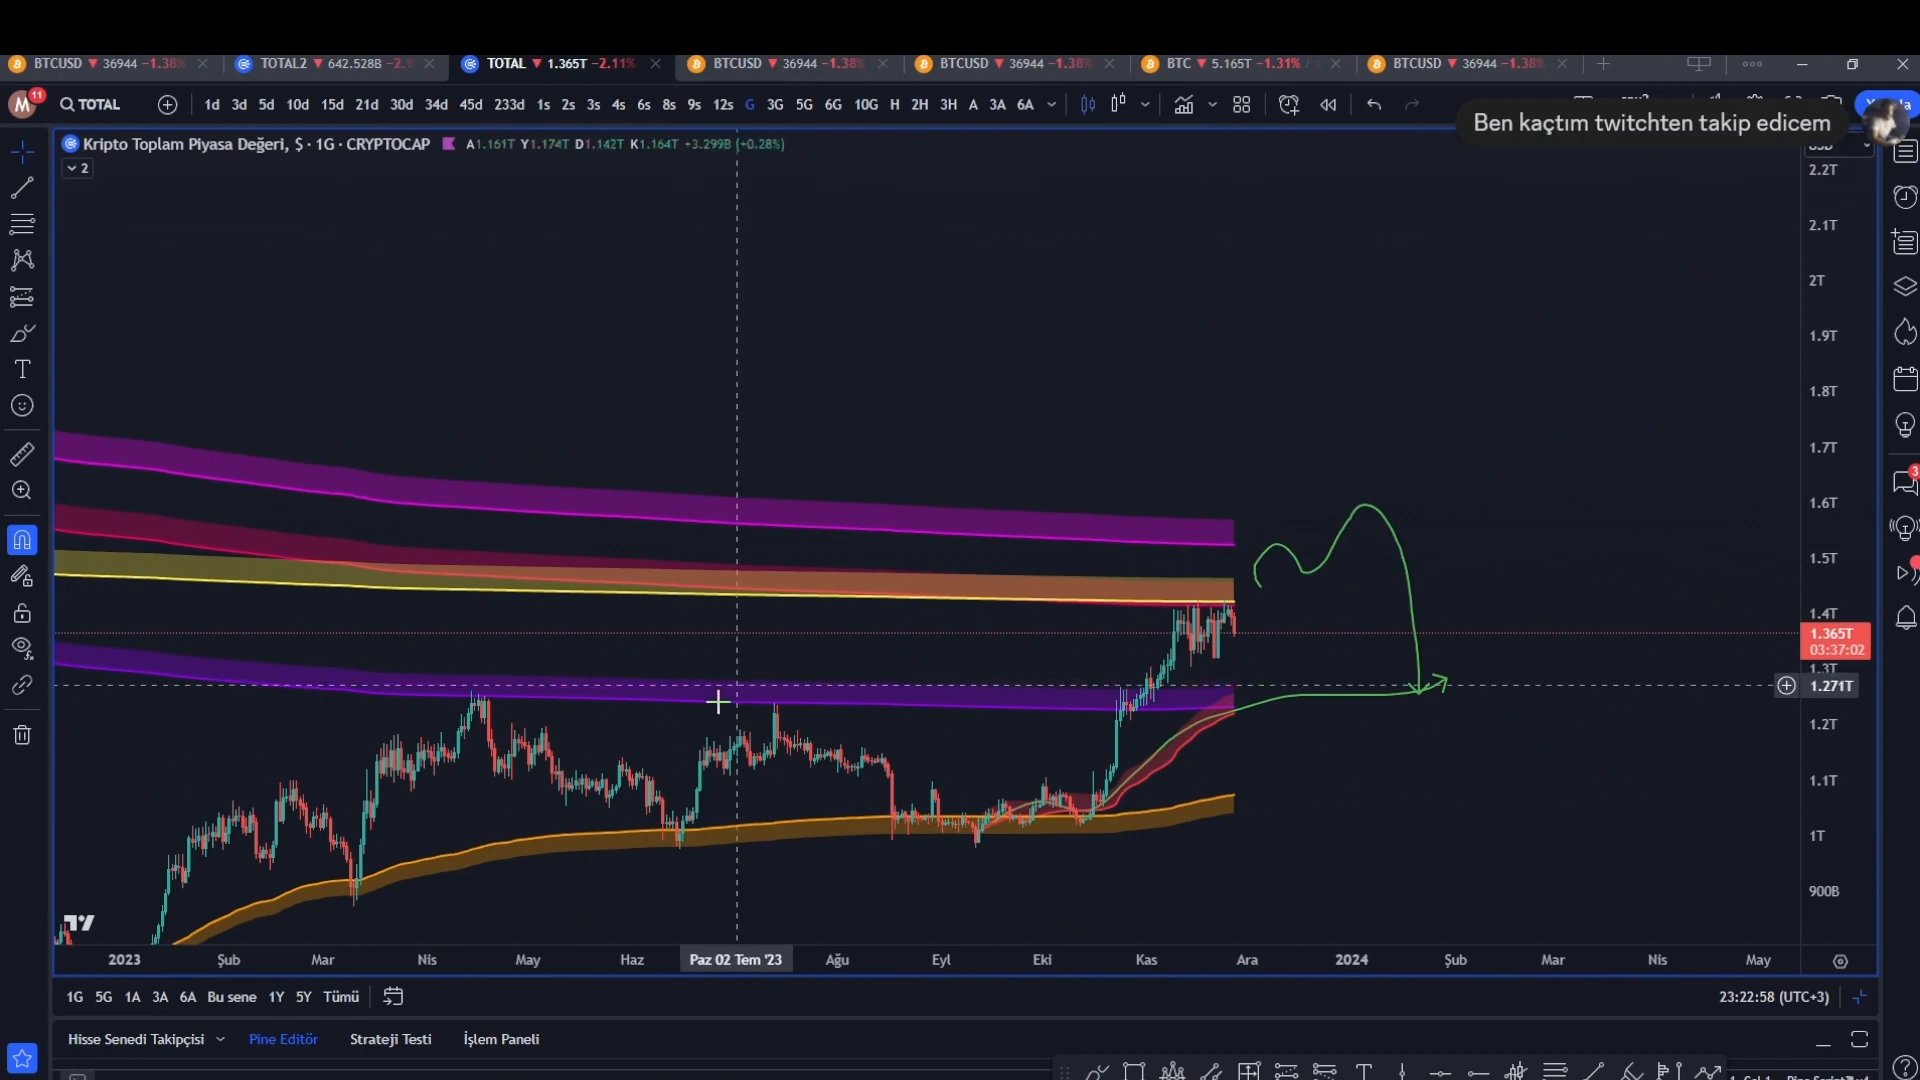 BTCUSD ▼ 36944 −1.38%
TOTAL2 ▼ 642.528B −2.9
TOTAL ▼ 1.365T −2.11%
BTCUSD ▼ 36944 −1.38%
BTCUSD ▼ 36944 −1.38%
BTC ▼ 5.165T −1.31% /
BTCUSD ▼ 36944 −1.38%
M 11 TOTAL 1d 3d 5d 10d 15d 21d 30d 34d 45d 233d 1s 2s 3s 4s 6s 8s 9s 12s G 3G 5G 6G 10G H 2H 3H A 3A 6A
Ben kaçtım twitchten takip edicem
Kripto Toplam Piyasa Değeri, $ · 1G · CRYPTOCAP A1.161T Y1.174T D1.142T K1.164T +3.299B (+0.28%)
2
2.2T
2.1T
2T
1.9T
1.8T
1.7T
1.6T
1.5T
1.4T
1.365T
03:37:02
1.3T
1.271T
1.2T
1.1T
1T
900B
3
2023 Şub Mar Nis May Haz Paz 02 Tem '23 Ağu Eyl Eki Kas Ara 2024 Şub Mar Nis May
1G 5G 1A 3A 6A Bu sene 1Y 5Y Tümü
23:22:58 (UTC+3)
Hisse Senedi Takipçisi Pine Editör Strateji Testi İşlem Paneli